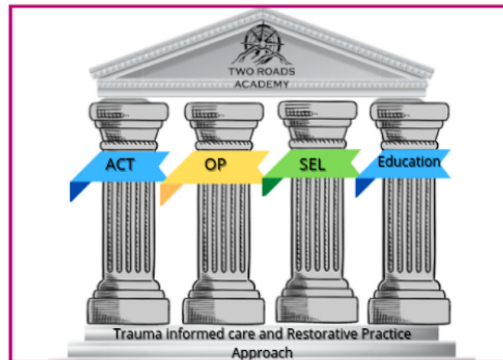 TWO ROADS
ACADEMY
ACT
OP
SEL
Education
Trauma informed care and Restorative Practice
Approach